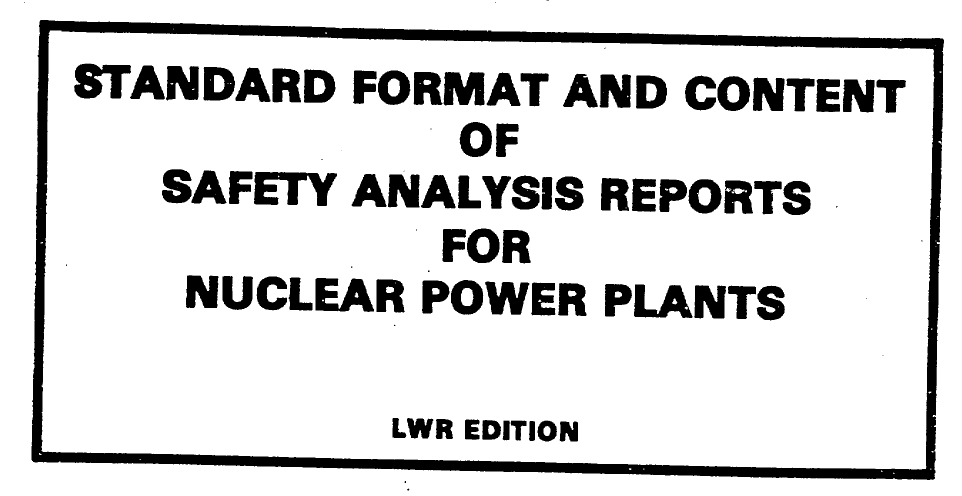 STANDARD FORMAT AND CONTENT
OF
SAFETY ANALYSIS REPORTS
FOR
NUCLEAR POWER PLANTS
LWR EDITION